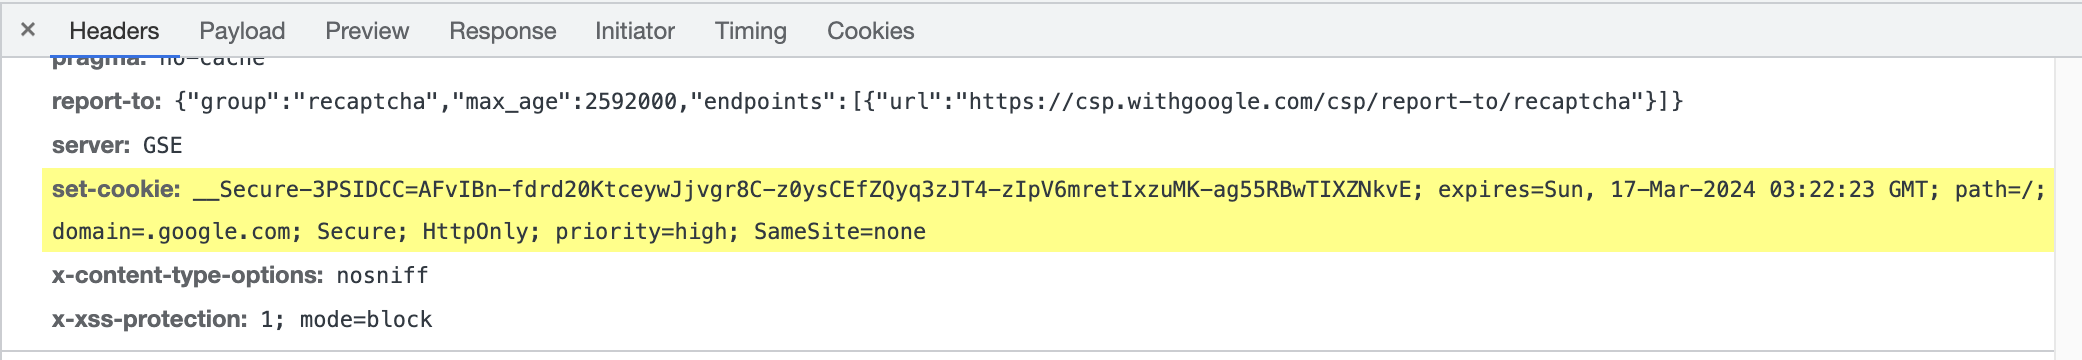 × Headers Payload Preview Response Initiator Timing Cookies
pragma: no-cache
report-to: {"group":"recaptcha","max_age":2592000,"endpoints":[{"url":"https://csp.withgoogle.com/csp/report-to/recaptcha"}]}
server: GSE
set-cookie: __Secure-3PSIDCC=AFvIBn-fdrd20KtceywJjvgr8C-z0ysCEfZQyq3zJT4-zIpV6mretIxzuMK-ag55RBwTIXZNkvE; expires=Sun, 17-Mar-2024 03:22:23 GMT; path=/;
domain=.google.com; Secure; HttpOnly; priority=high; SameSite=none
x-content-type-options: nosniff
x-xss-protection: 1; mode=block